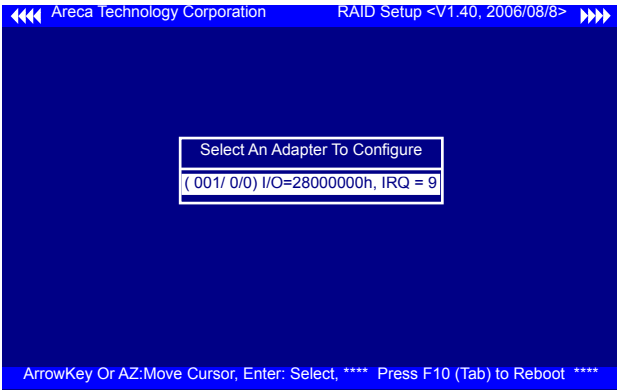 Areca Technology Corporation RAID Setup <V1.40, 2006/08/8>
Select An Adapter To Configure
( 001/ 0/0) I/O=28000000h, IRQ = 9
ArrowKey Or AZ:Move Cursor, Enter: Select, **** Press F10 (Tab) to Reboot ****